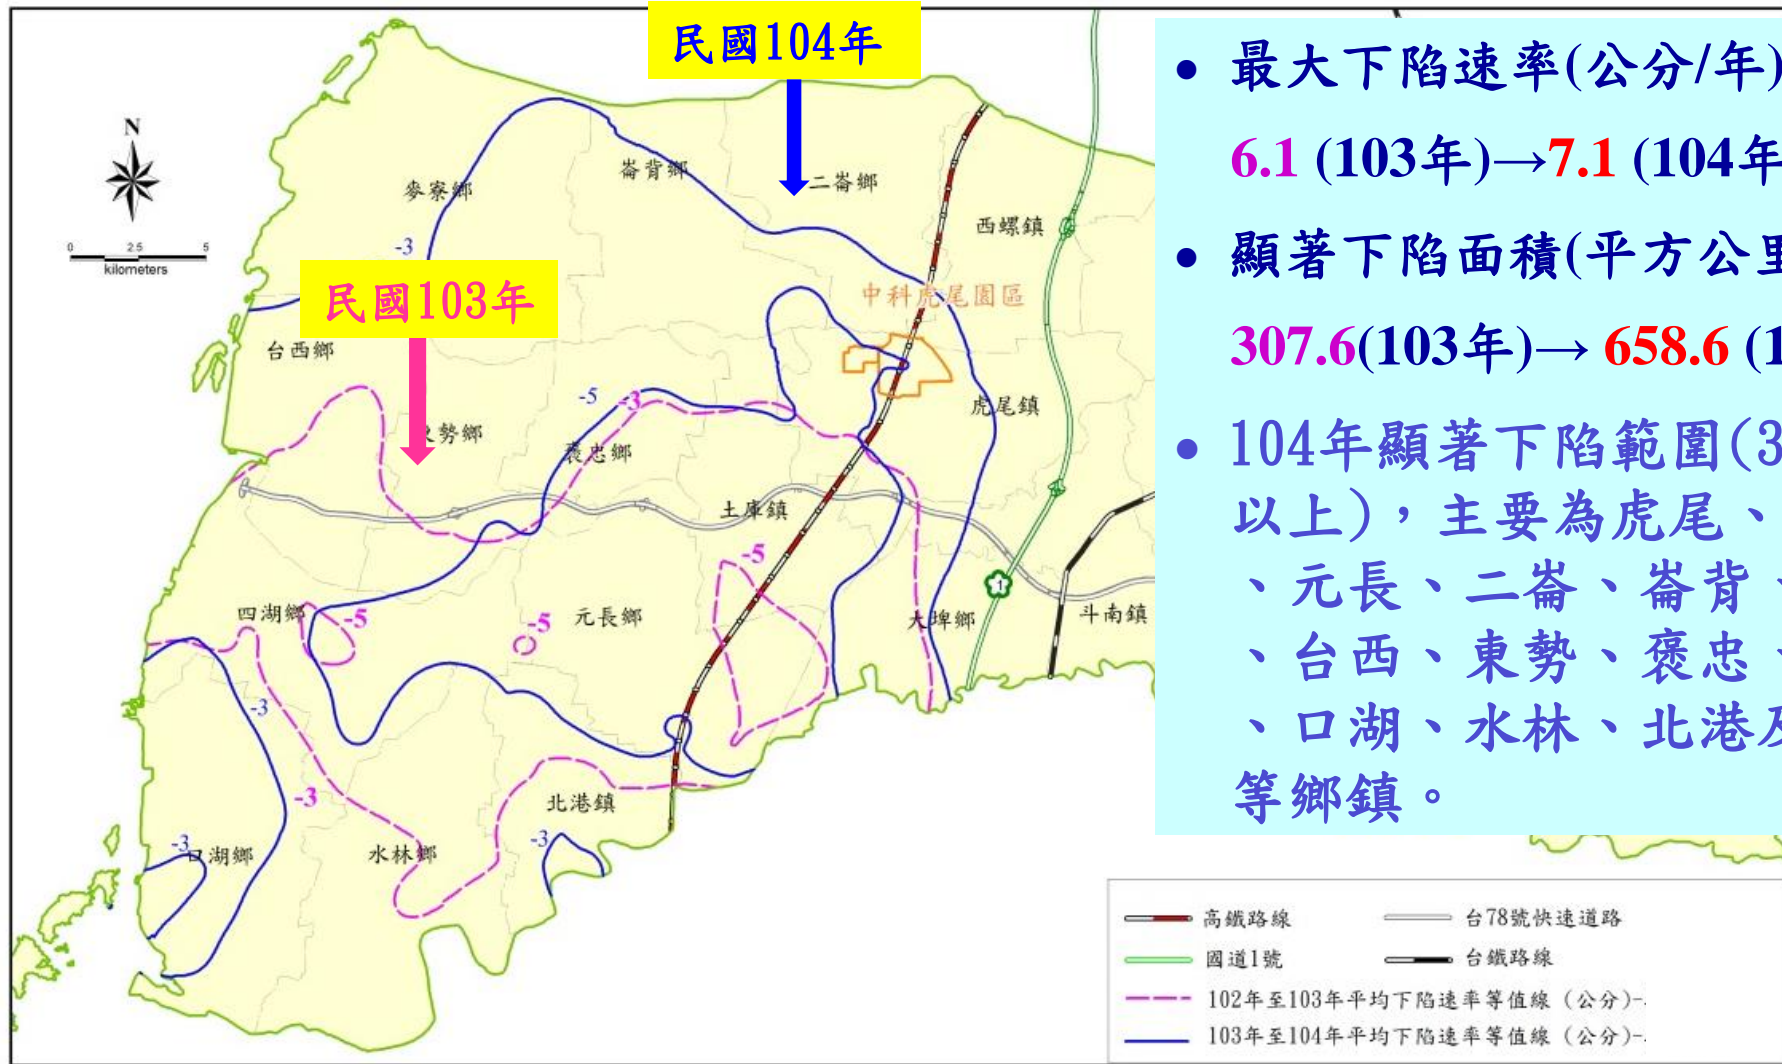 民國104年
N
0 2.5 5
kilometers
麥寮鄉
崙背鄉
二崙鄉
西螺鎮
-3
民國103年
中科虎尾園區
台西鄉
-5
-3
虎尾鎮
東勢鄉
褒忠鄉
土庫鎮
-5
1
四湖鄉
-5
-5
元長鄉
大埤鄉
斗南鎮
-3
-3
北港鎮
-3
-3
口湖鄉
水林鄉
• 最大下陷速率(公分/年)
6.1 (103年)→7.1 (104年
• 顯著下陷面積(平方公里
307.6(103年)→ 658.6 (1
• 104年顯著下陷範圍(3
以上)，主要為虎尾、
、元長、二崙、崙背、
、台西、東勢、褒忠、
、口湖、水林、北港及
等鄉鎮。
高鐵路線
台78號快速道路
國道1號
台鐵路線
102年至103年平均下陷速率等值線 (公分)-
103年至104年平均下陷速率等值線 (公分)-